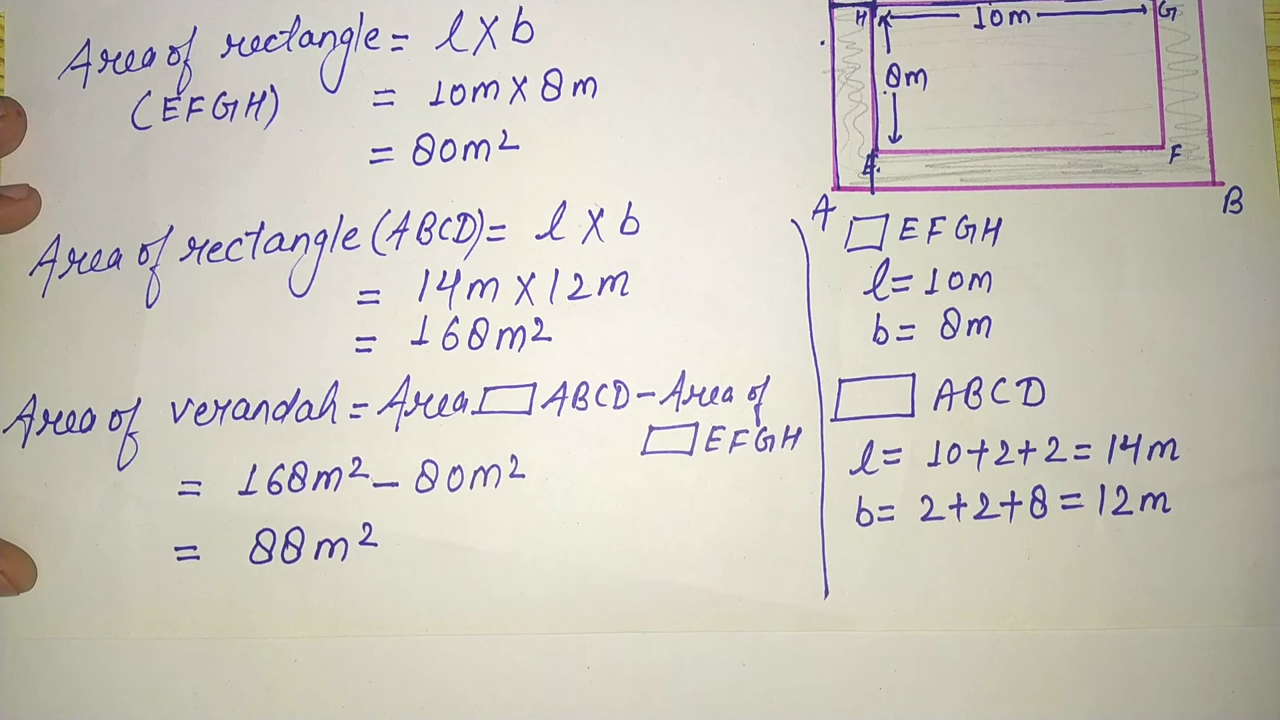 Area of rectangle = l x b
(EFGH) = 10m x 8m
= 80m²
Area of rectangle (ABCD) = l x b
= 14m x 12m
= 168m²
Area of verandah = Area ▭ ABCD - Area of
▭ EFGH
= 168m² - 80m²
= 88m²
H 10m G
8m
E F
A B
▭ EFGH
l = 10m
b = 8m
▭ ABCD
l = 10+2+2 = 14m
b = 2+2+8 = 12m